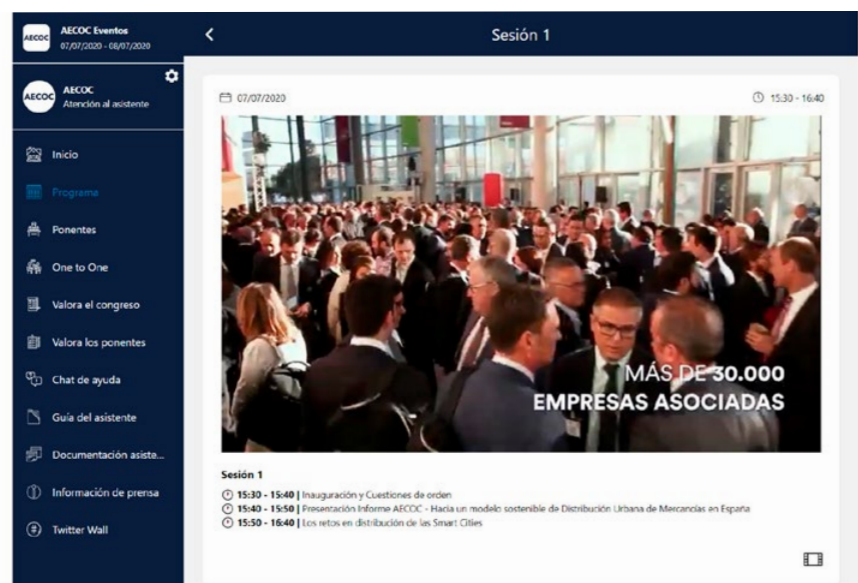 AECOC
AECOC Eventos
07/07/2020 - 08/07/2020
Sesión 1
AECOC
AECOC
Atención al asistente
Inicio
Programa
Ponentes
One to One
Valora el congreso
Valora los ponentes
Chat de ayuda
Guía del asistente
Documentación asiste...
Información de prensa
Twitter Wall
07/07/2020
15:30 - 16:40
MÁS DE 30.000
EMPRESAS ASOCIADAS
Sesión 1
15:30 - 15:40 | Inauguración y Cuestiones de orden
15:40 - 15:50 | Presentación Informe AECOC - Hacia un modelo sostenible de Distribución Urbana de Mercancías en España
15:50 - 16:40 | Los retos en distribución de las Smart Cities